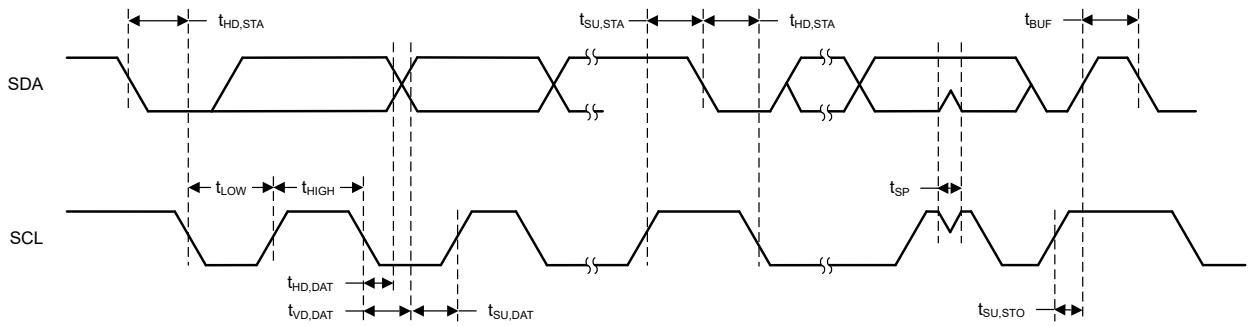 tHD,STA
tSU,STA
tHD,STA
tBUF
SDA
tLOW
tHIGH
tSP
SCL
tHD,DAT
tVD,DAT
tSU,DAT
tSU,STO